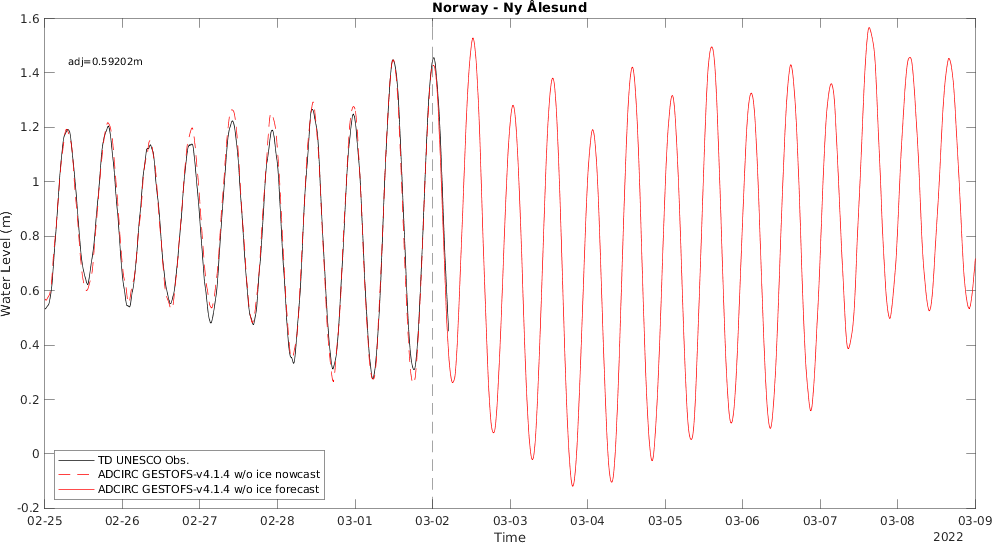 Norway - Ny Ålesund
1.6
adj=0.59202m
1.4
1.2
1
0.8
0.6
0.4
0.2
0
-0.2
Water Level (m)
TD UNESCO Obs.
ADCIRC GESTOFS-v4.1.4 w/o ice nowcast
ADCIRC GESTOFS-v4.1.4 w/o ice forecast
02-25 02-26 02-27 02-28 03-01 03-02 03-03 03-04 03-05 03-06 03-07 03-08 03-09
Time
2022